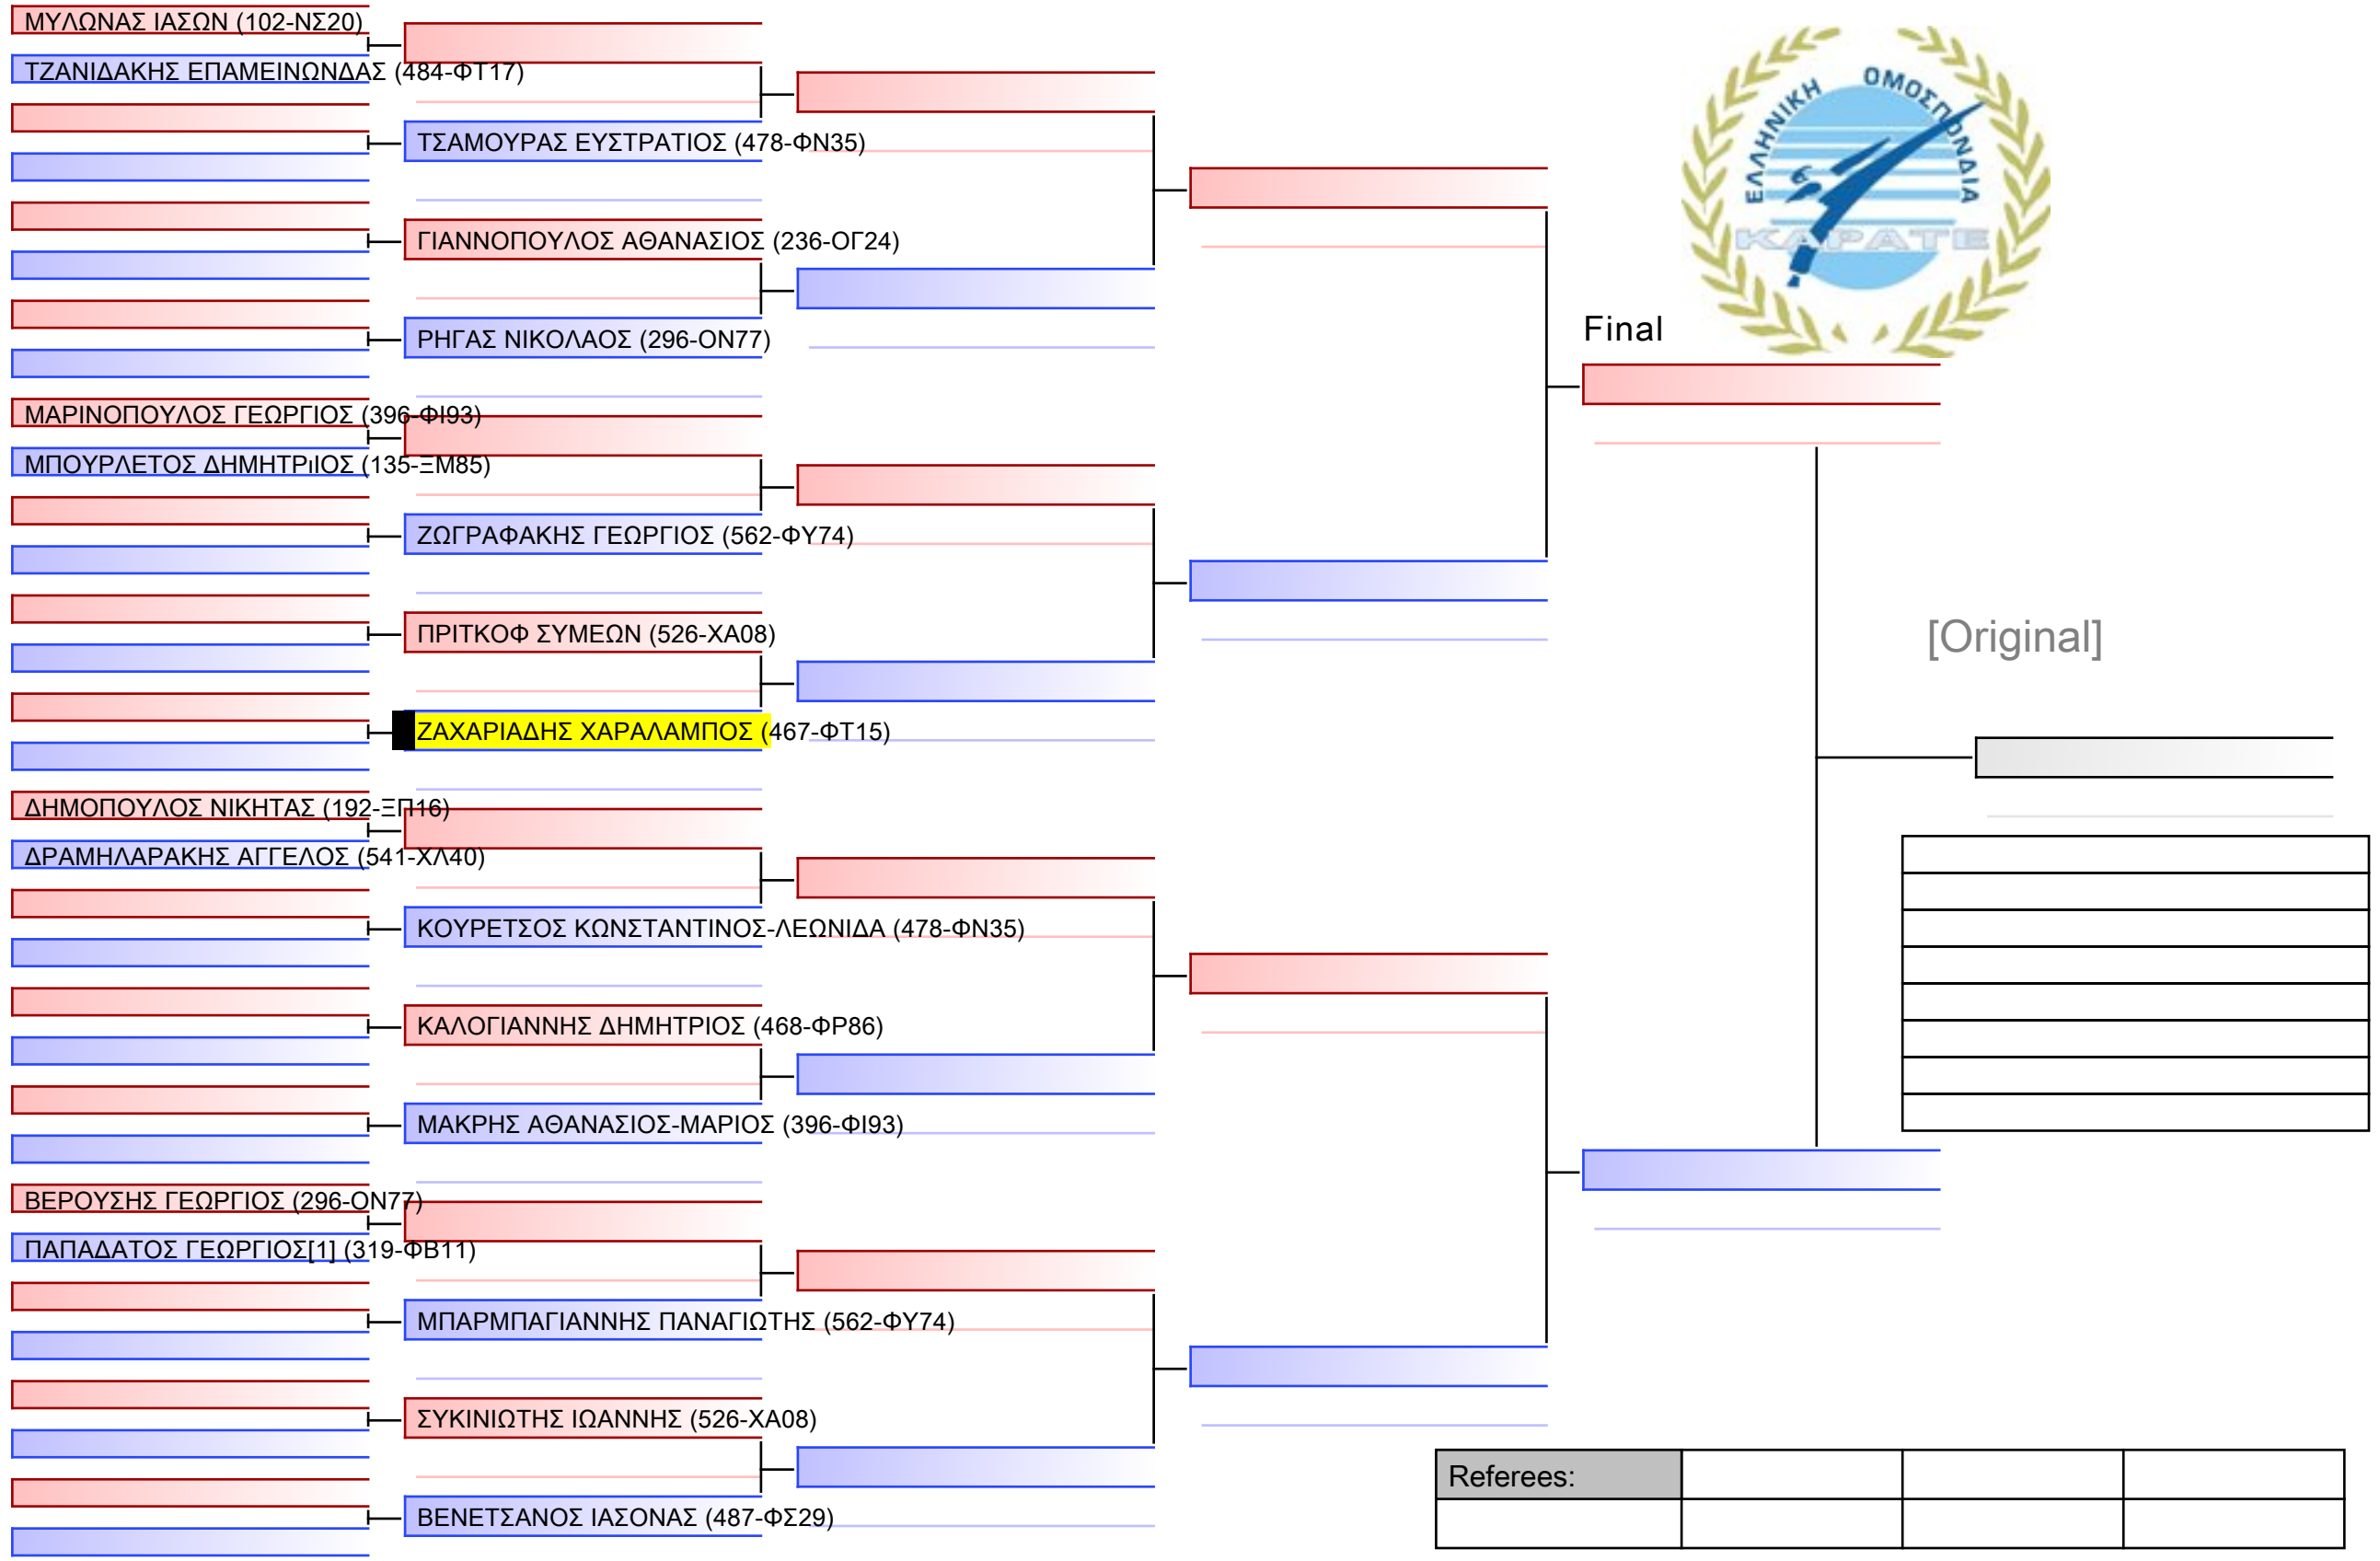 ΜΥΛΩΝΑΣ ΙΑΣΩΝ (102-ΝΣ20)
ΤΖΑΝΙΔΑΚΗΣ ΕΠΑΜΕΙΝΩΝΔΑΣ (484-ΦΤ17)
ΤΣΑΜΟΥΡΑΣ ΕΥΣΤΡΑΤΙΟΣ (478-ΦΝ35)
ΓΙΑΝΝΟΠΟΥΛΟΣ ΑΘΑΝΑΣΙΟΣ (236-ΟΓ24)
ΡΗΓΑΣ ΝΙΚΟΛΑΟΣ (296-ΟΝ77)
ΜΑΡΙΝΟΠΟΥΛΟΣ ΓΕΩΡΓΙΟΣ (396-ΦΙ93)
ΜΠΟΥΡΛΕΤΟΣ ΔΗΜΗΤΡιΙΟΣ (135-ΞΜ85)
ΖΩΓΡΑΦΑΚΗΣ ΓΕΩΡΓΙΟΣ (562-ΦΥ74)
ΠΡΙΤΚΟΦ ΣΥΜΕΩΝ (526-ΧΑ08)
ΖΑΧΑΡΙΑΔΗΣ ΧΑΡΑΛΑΜΠΟΣ (467-ΦΤ15)
ΔΗΜΟΠΟΥΛΟΣ ΝΙΚΗΤΑΣ (192-ΞΠ16)
ΔΡΑΜΗΛΑΡΑΚΗΣ ΑΓΓΕΛΟΣ (541-ΧΛ40)
ΚΟΥΡΕΤΣΟΣ ΚΩΝΣΤΑΝΤΙΝΟΣ-ΛΕΩΝΙΔΑ (478-ΦΝ35)
ΚΑΛΟΓΙΑΝΝΗΣ ΔΗΜΗΤΡΙΟΣ (468-ΦΡ86)
ΜΑΚΡΗΣ ΑΘΑΝΑΣΙΟΣ-ΜΑΡΙΟΣ (396-ΦΙ93)
ΒΕΡΟΥΣΗΣ ΓΕΩΡΓΙΟΣ (296-ΟΝ77)
ΠΑΠΑΔΑΤΟΣ ΓΕΩΡΓΙΟΣ[1] (319-ΦΒ11)
ΜΠΑΡΜΠΑΓΙΑΝΝΗΣ ΠΑΝΑΓΙΩΤΗΣ (562-ΦΥ74)
ΣΥΚΙΝΙΩΤΗΣ ΙΩΑΝΝΗΣ (526-ΧΑ08)
ΒΕΝΕΤΣΑΝΟΣ ΙΑΣΟΝΑΣ (487-ΦΣ29)
ΕΛΛΗΝΙΚΗ ΟΜΟΣΠΟΝΔΙΑ
ΚΑΡΑΤΕ
Final
[Original]
Referees: